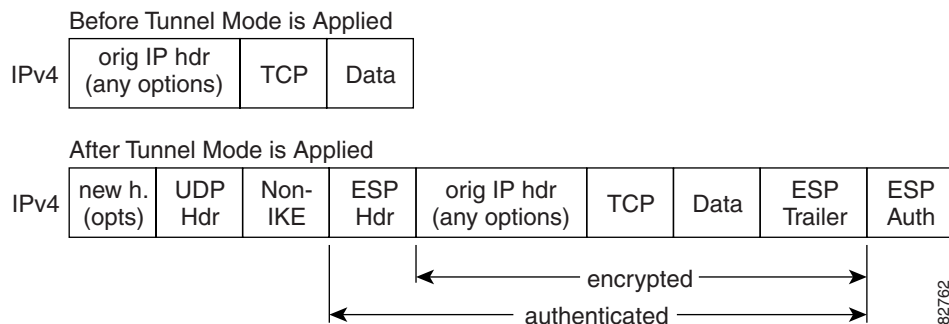 Before Tunnel Mode is Applied
IPv4
orig IP hdr
(any options)
TCP
Data
After Tunnel Mode is Applied
IPv4
new h.
(opts)
UDP
Hdr
Non-
IKE
ESP
Hdr
orig IP hdr
(any options)
TCP
Data
ESP
Trailer
ESP
Auth
encrypted
authenticated
82762